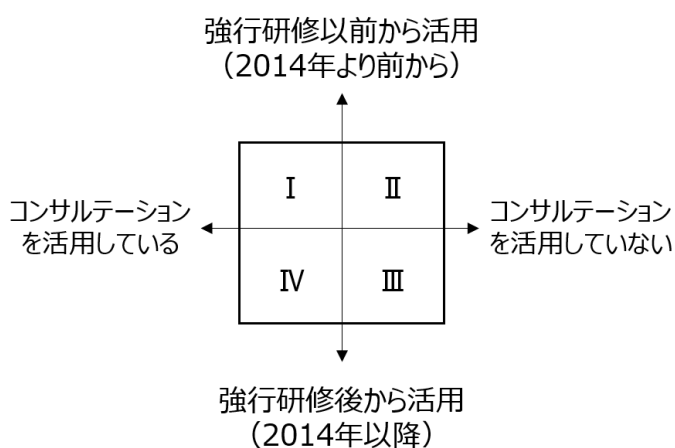 強行研修以前から活用
（2014年より前から）
Ⅰ
Ⅱ
コンサルテーション
を活用している
コンサルテーション
を活用していない
Ⅳ
Ⅲ
強行研修後から活用
（2014年以降）